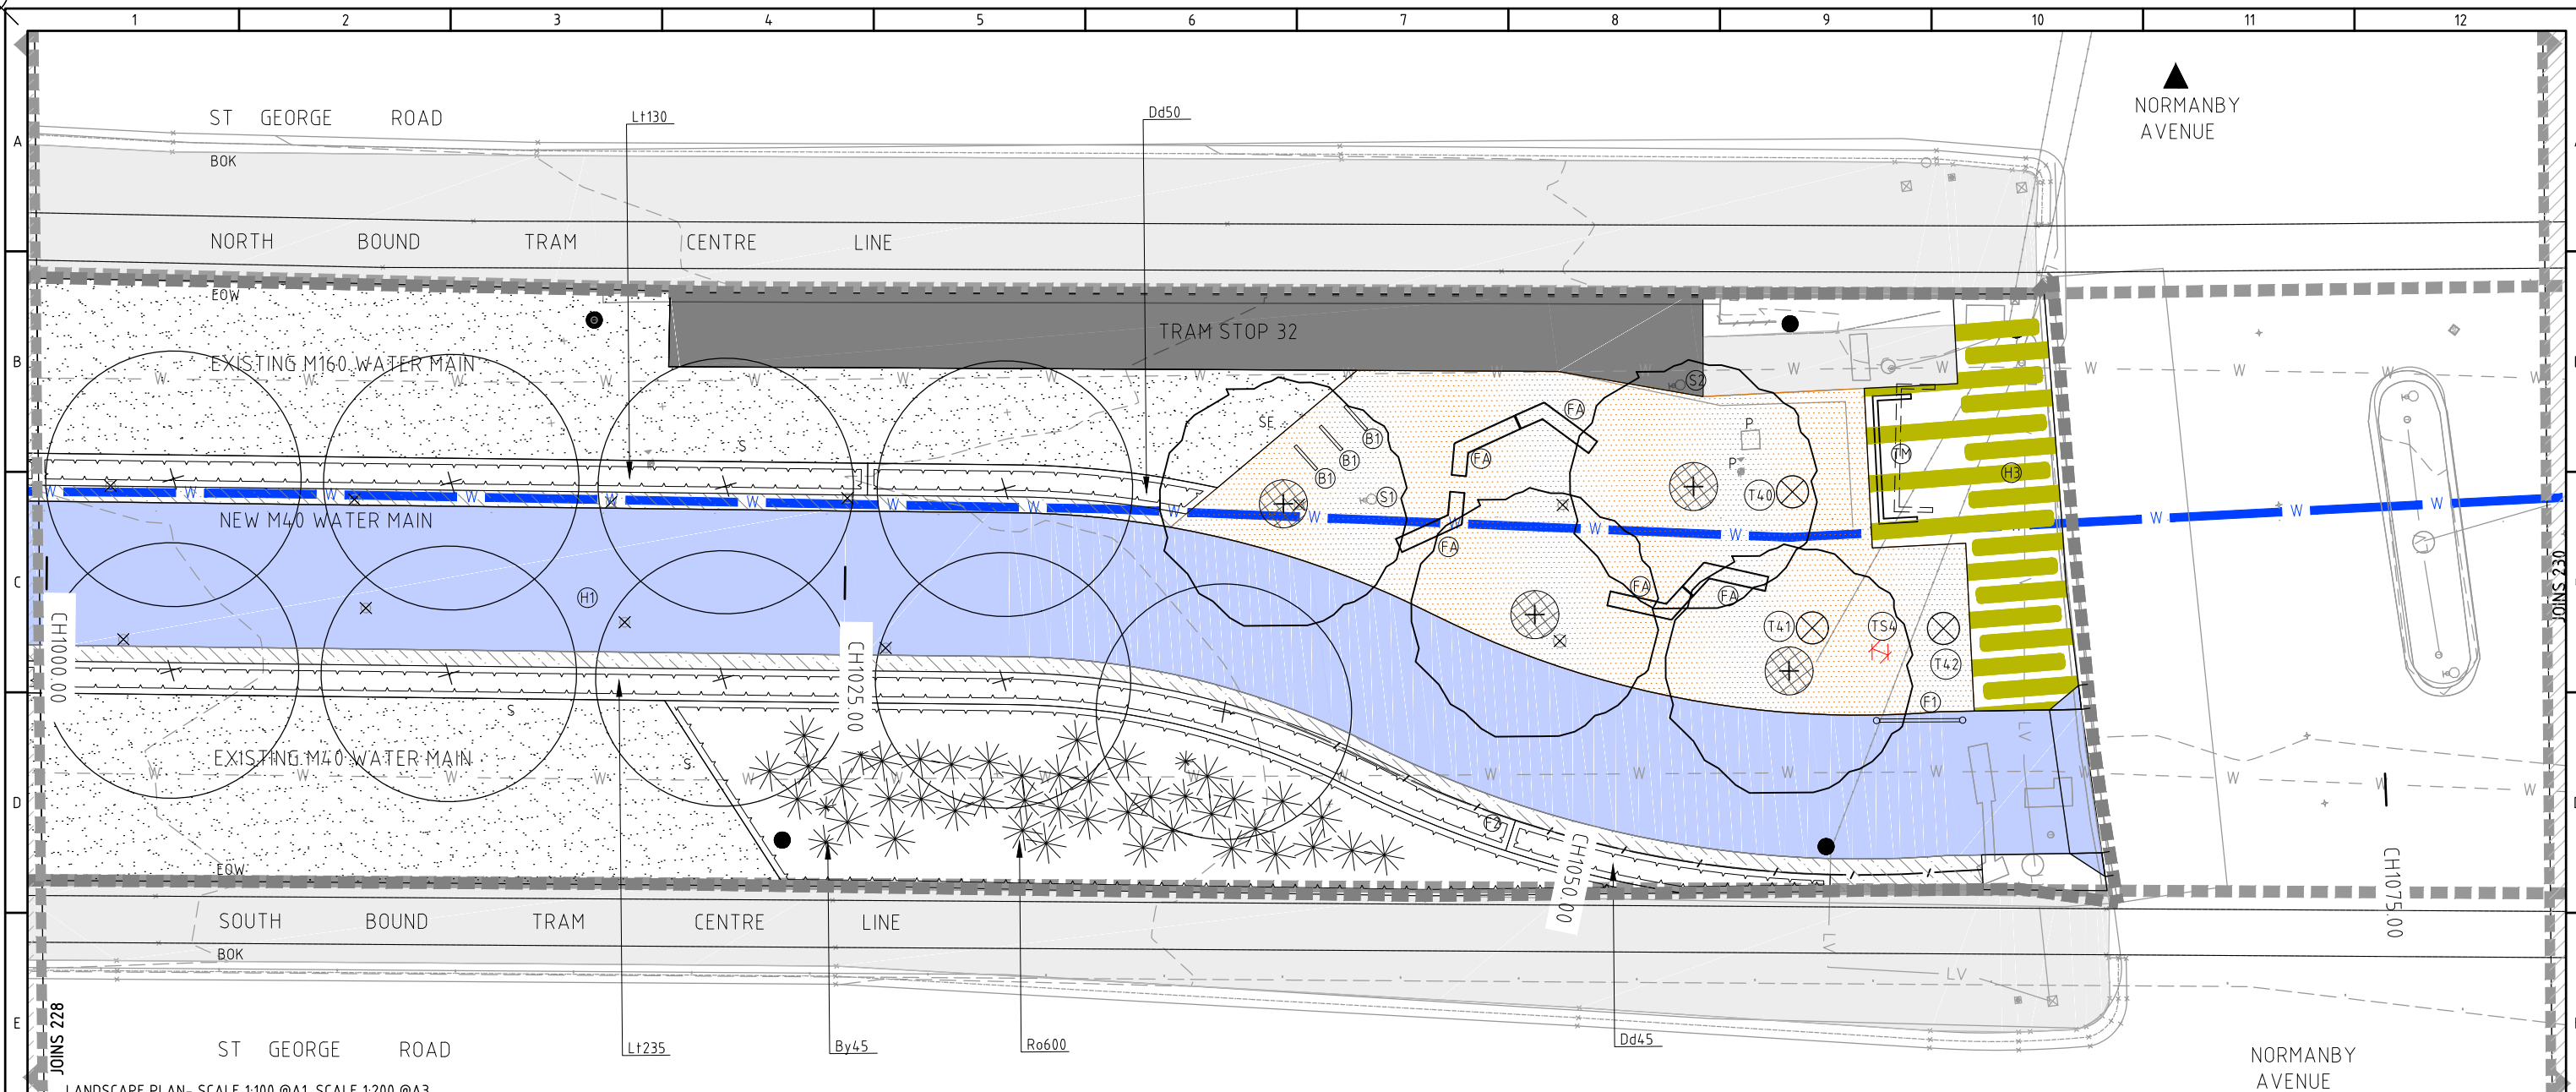 1 2 3 4 5 6 7 8 9 10 11 12
A
B
C
D
E
ST GEORGE ROAD
BOK
Lt130
Dd50
NORMANBY
AVENUE
NORTH BOUND TRAM CENTRE LINE
EOW
TRAM STOP 32
EXISTING M160 WATER MAIN
W W W W W W W W W W W W W W W W
S2
SE
FA
P
B1
S
B1
FA
TM
P
B1
H3
S1
T40
W W W W W W W W W W W W W W W
NEW M40 WATER MAIN
FA
JOINS 230
H1
FA
FA
CH1000.00
CH1025.00
T41
TS4
T42
F1
S
LV
EXISTING M40 WATER MAIN
S
W W W W W W W W W W W W W W W W W
F2
CH1050.00
CH1075.00
EOW
SOUTH BOUND TRAM CENTRE LINE
BOK
LV
LV
JOINS 228
ST GEORGE ROAD
Lt235
By45
Ro600
Dd45
NORMANBY
AVENUE
LANDSCAPE PLAN- SCALE 1:100 @A1, SCALE 1:200 @A3